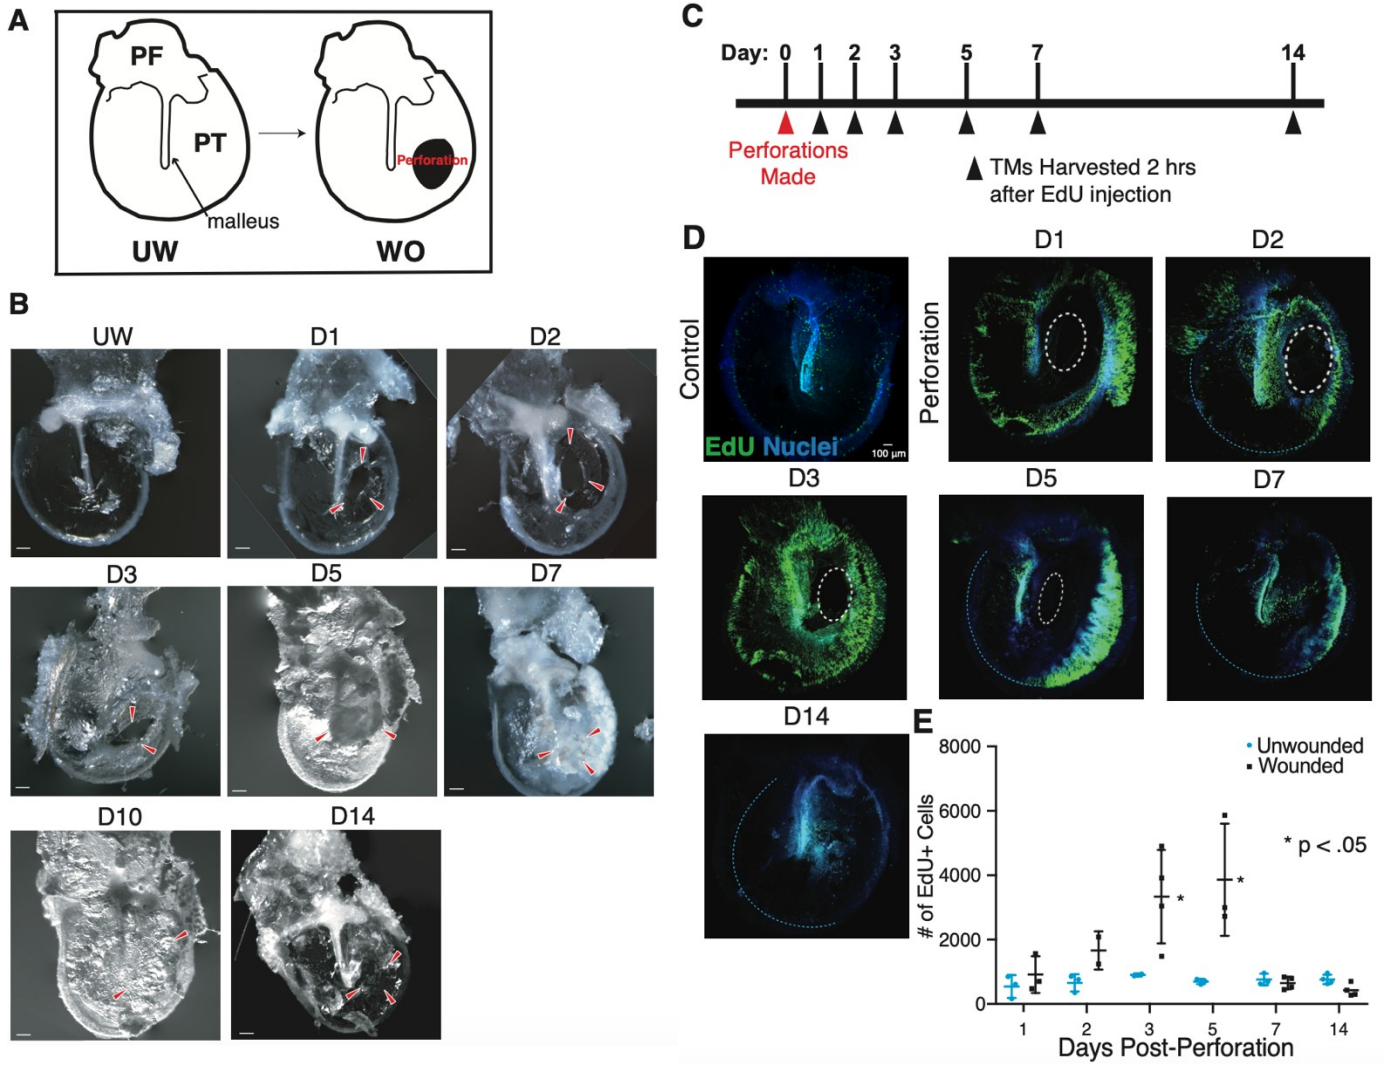 A
PF
PT
Perforation
malleus
UW
WO
B
UW
D1
D2
D3
D5
D7
D10
D14
C
Day: 0 1 2 3 5 7 14
Perforations
Made
TMs Harvested 2 hrs
after EdU injection
D
D1
D2
Control
Perforation
EdU Nuclei
100 µm
D3
D5
D7
D14
E
8000
6000
4000
2000
0
# of EdU+ Cells
Unwounded
Wounded
* p < .05
*
*
1 2 3 5 7 14
Days Post-Perforation